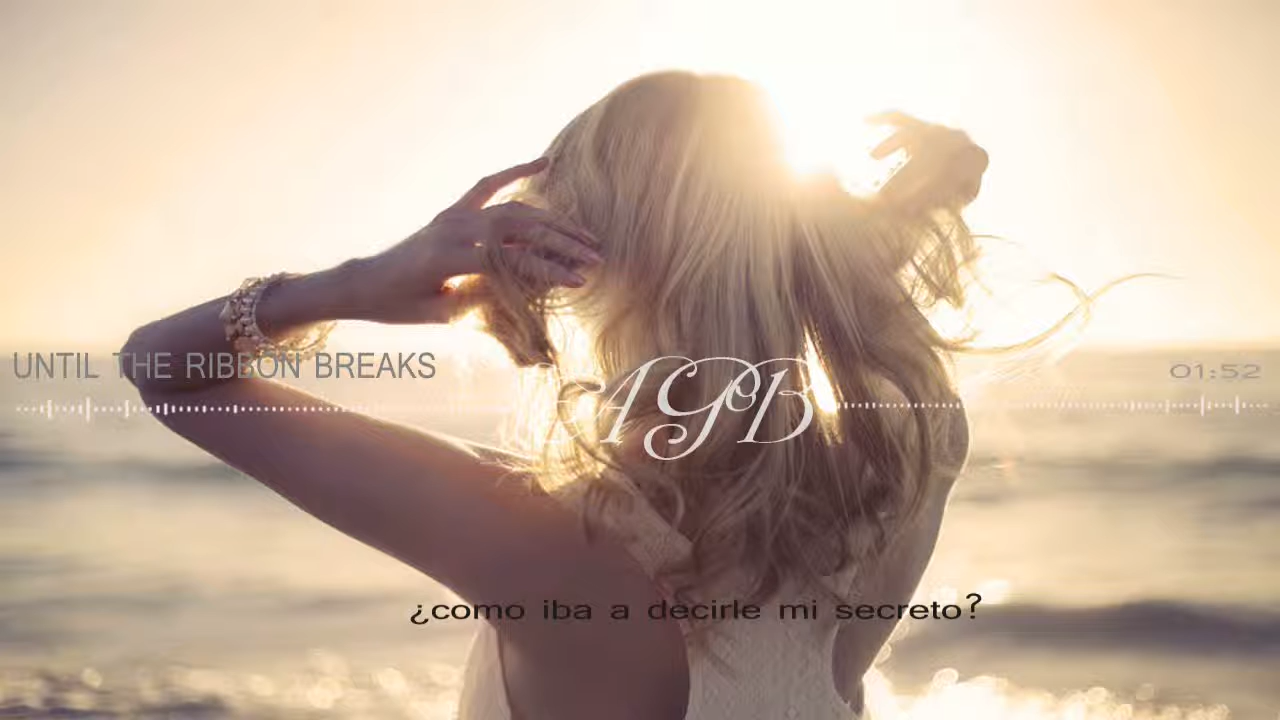 UNTIL THE RIBBON BREAKS
01:52
AGB
¿como iba a decirle mi secreto?